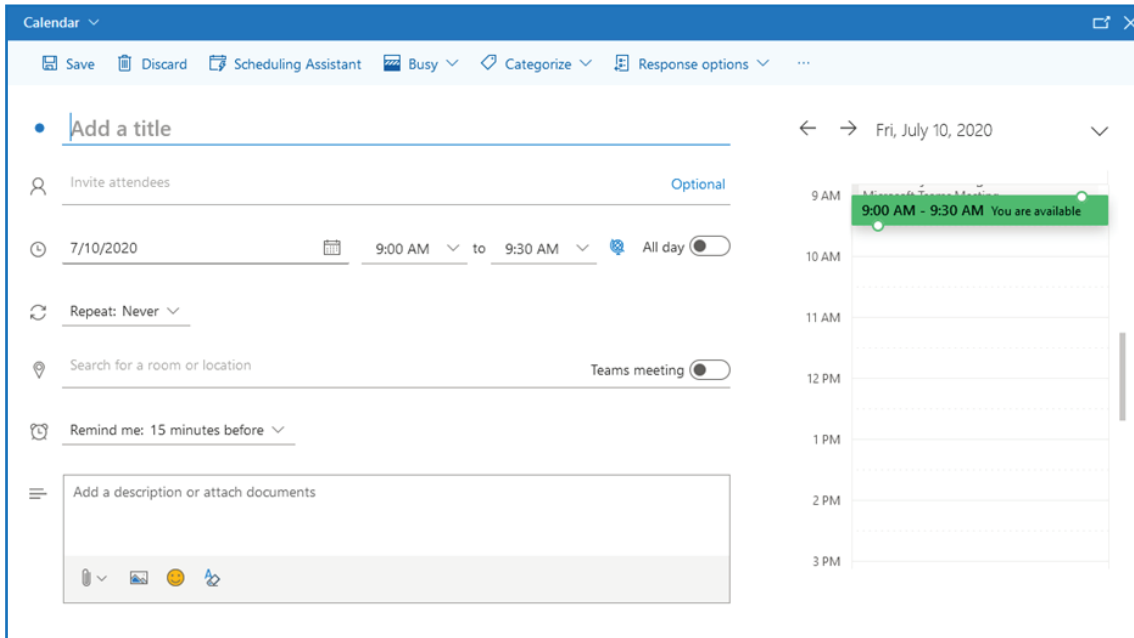 Calendar
Save Discard Scheduling Assistant Busy Categorize Response options ...
Add a title
Invite attendees Optional
7/10/2020 9:00 AM to 9:30 AM All day
Repeat: Never
Search for a room or location Teams meeting
Remind me: 15 minutes before
Add a description or attach documents
Fri, July 10, 2020
9 AM
9:00 AM - 9:30 AM You are available
10 AM
11 AM
12 PM
1 PM
2 PM
3 PM